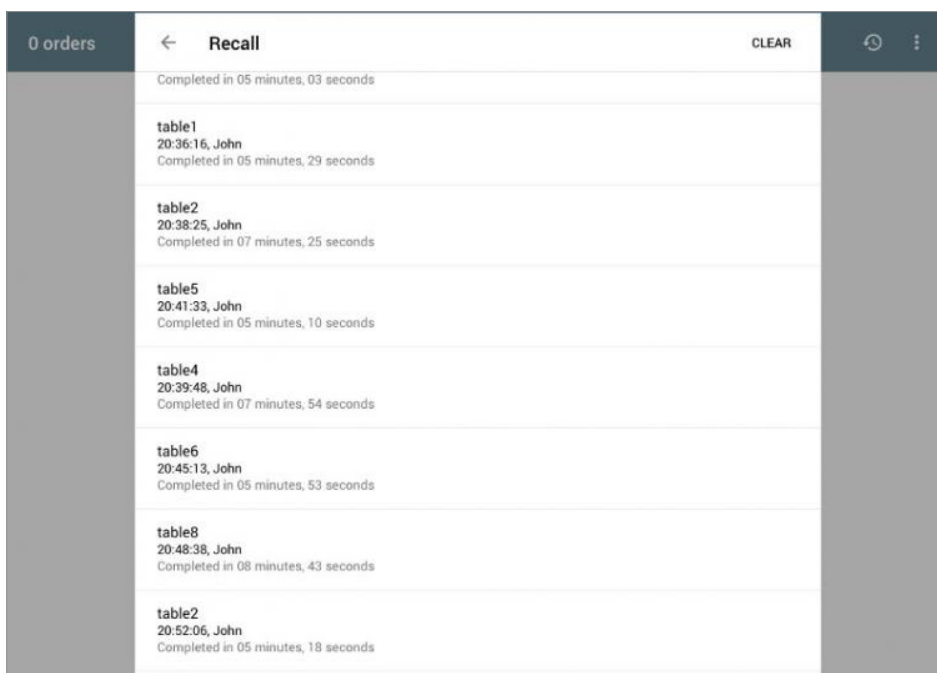 0 orders
Recall
CLEAR
Completed in 05 minutes, 03 seconds
table1
20:36:16, John
Completed in 05 minutes, 29 seconds
table2
20:38:25, John
Completed in 07 minutes, 25 seconds
table5
20:41:33, John
Completed in 05 minutes, 10 seconds
table4
20:39:48, John
Completed in 07 minutes, 54 seconds
table6
20:45:13, John
Completed in 05 minutes, 53 seconds
table8
20:48:38, John
Completed in 08 minutes, 43 seconds
table2
20:52:06, John
Completed in 05 minutes, 18 seconds